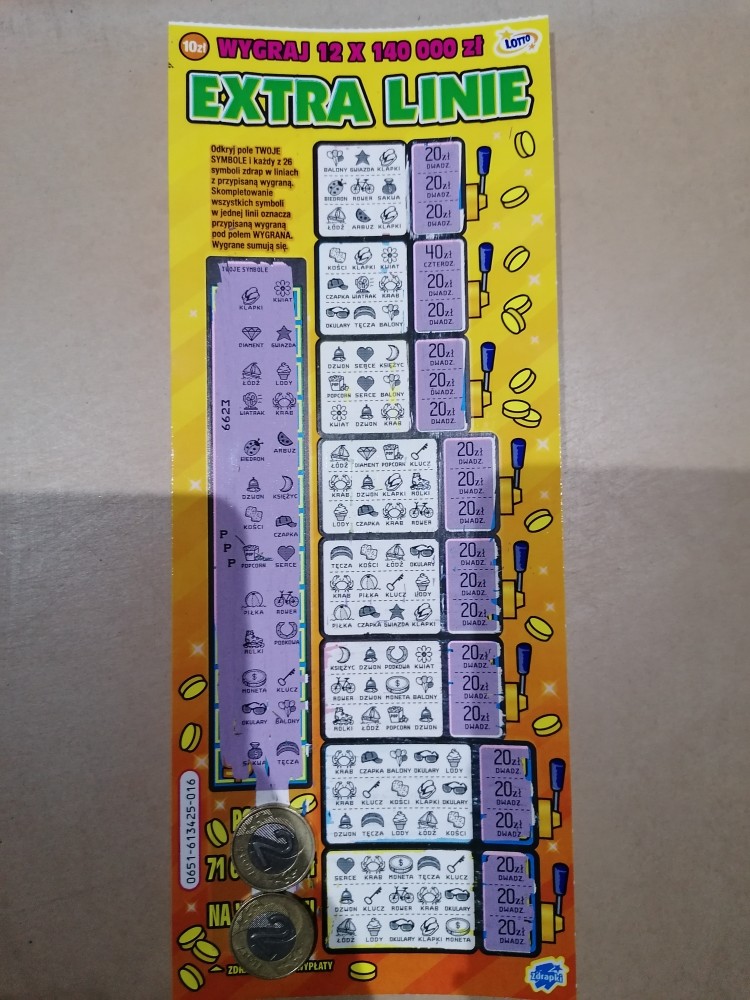 10zł WYGRAJ 12 X 140 000 zł LOTTO
EXTRA LINIE
Odkryj pole TWOJE
SYMBOLE i każdy z 26
symboli zdrap w liniach
z przypisaną wygraną.
Skompletowanie
wszystkich symboli
w jednej linii oznacza
przypisaną wygraną
pod polem WYGRANA.
Wygrane sumują się.
TWOJE SYMBOLE
KLAPKI KWIAT
DIAMENT GWIAZDA
ŁÓDŹ LODY
WIATRAK KRAB
6623
BIEDRON ARBUZ
DZWON KSIĘŻYC
KOŚCI CZAPKA
P
P
P
POPCORN SERCE
PIŁKA ROWER
ROLKI PODKOWA
MONETA KLUCZ
OKULARY BALONY
SAKWA TĘCZA
BALONY GWIAZDA KLAPKI 20zł DWADZ.
BIEDRON ROWER SAKWA 20zł DWADZ.
ŁÓDŹ ARBUZ KLAPKI 20zł DWADZ.
KOŚCI KLAPKI KWIAT 40zł CZTERDZ.
CZAPKA WIATRAK KRAB 20zł DWADZ.
OKULARY TĘCZA BALONY 20zł DWADZ.
DZWON SERCE KSIĘŻYC 20zł DWADZ.
POPCORN SERCE BALONY 20zł DWADZ.
KWIAT DZWON KRAB 20zł DWADZ.
ŁÓDŹ DIAMENT POPCORN KLUCZ 20zł DWADZ.
KRAB DZWON KLAPKI ROLKI 20zł DWADZ.
LODY CZAPKA KRAB ROWER 20zł DWADZ.
TĘCZA KOŚCI ŁÓDŹ OKULARY 20zł DWADZ.
KRAB PIŁKA KLUCZ LODY 20zł DWADZ.
PIŁKA CZAPKA GWIAZDA KLAPKI 20zł DWADZ.
KSIĘŻYC DZWON PODKOWA KWIAT 20zł DWADZ.
ROWER DZWON MONETA BALONY 20zł DWADZ.
ROLKI ŁÓDŹ POPCORN DZWON 20zł DWADZ.
KRAB CZAPKA BALONY OKULARY LODY 20zł DWADZ.
KRAB KLUCZ KOŚCI KLAPKI OKULARY 20zł DWADZ.
DZWON TĘCZA LODY ŁÓDŹ KOŚCI 20zł DWADZ.
SERCE KRAB MONETA TĘCZA KLUCZ 20zł DWADZ.
DZWON KLUCZ ROWER KRAB OKULARY 20zł DWADZ.
ŁÓDŹ LODY OKULARY KLAPKI MONETA 20zł DWADZ.
0651-613425-016
71
NA
Zdrapki